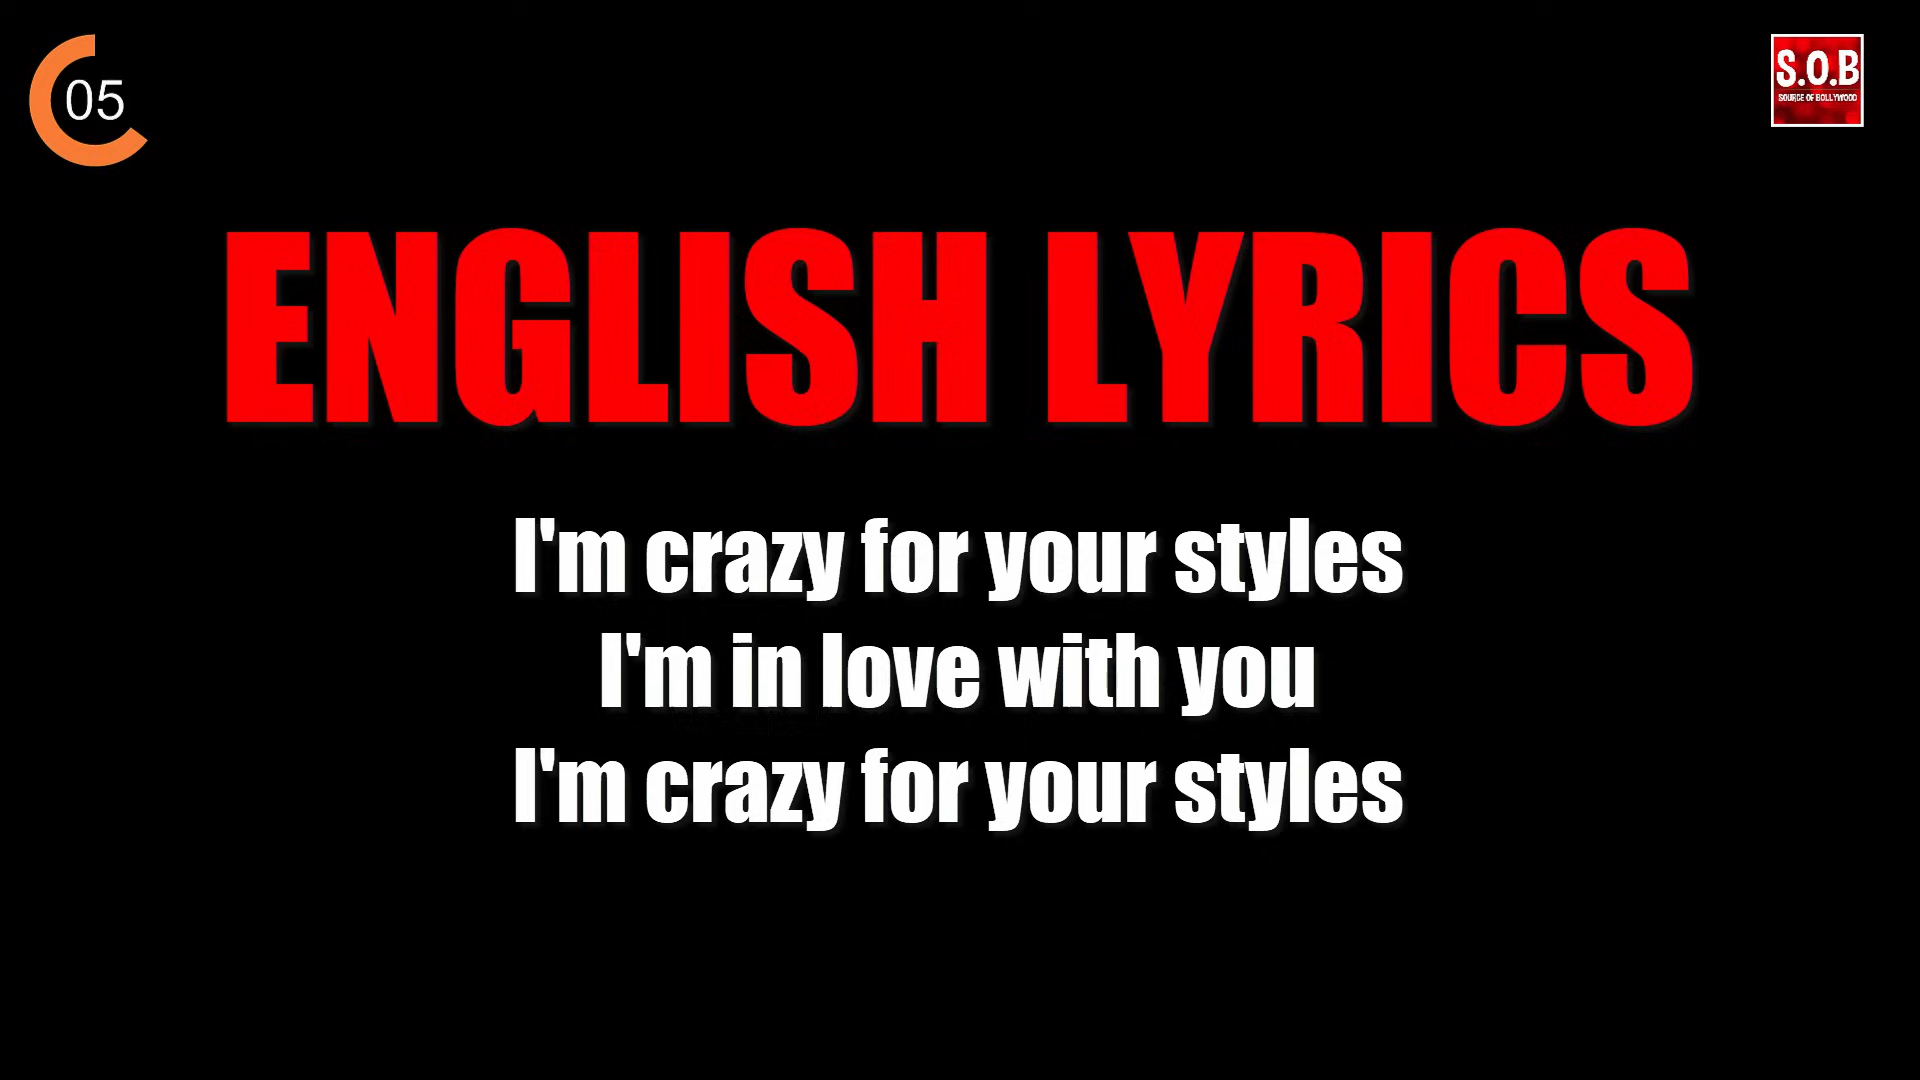 05
S.O.B
SOURCE OF BOLLYWOOD
ENGLISH LYRICS
I'm crazy for your styles
I'm in love with you
I'm crazy for your styles